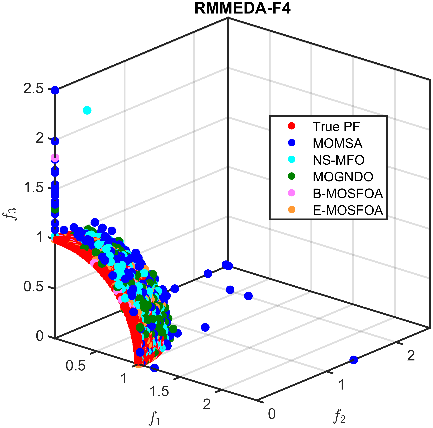 RMMEDA-F4
2.5
2
1.5
1
0.5
0
f3
True PF
MOMSA
NS-MFO
MOGNDO
B-MOSFOA
E-MOSFOA
0.5
1
1.5
2
f1
0
1
2
f2